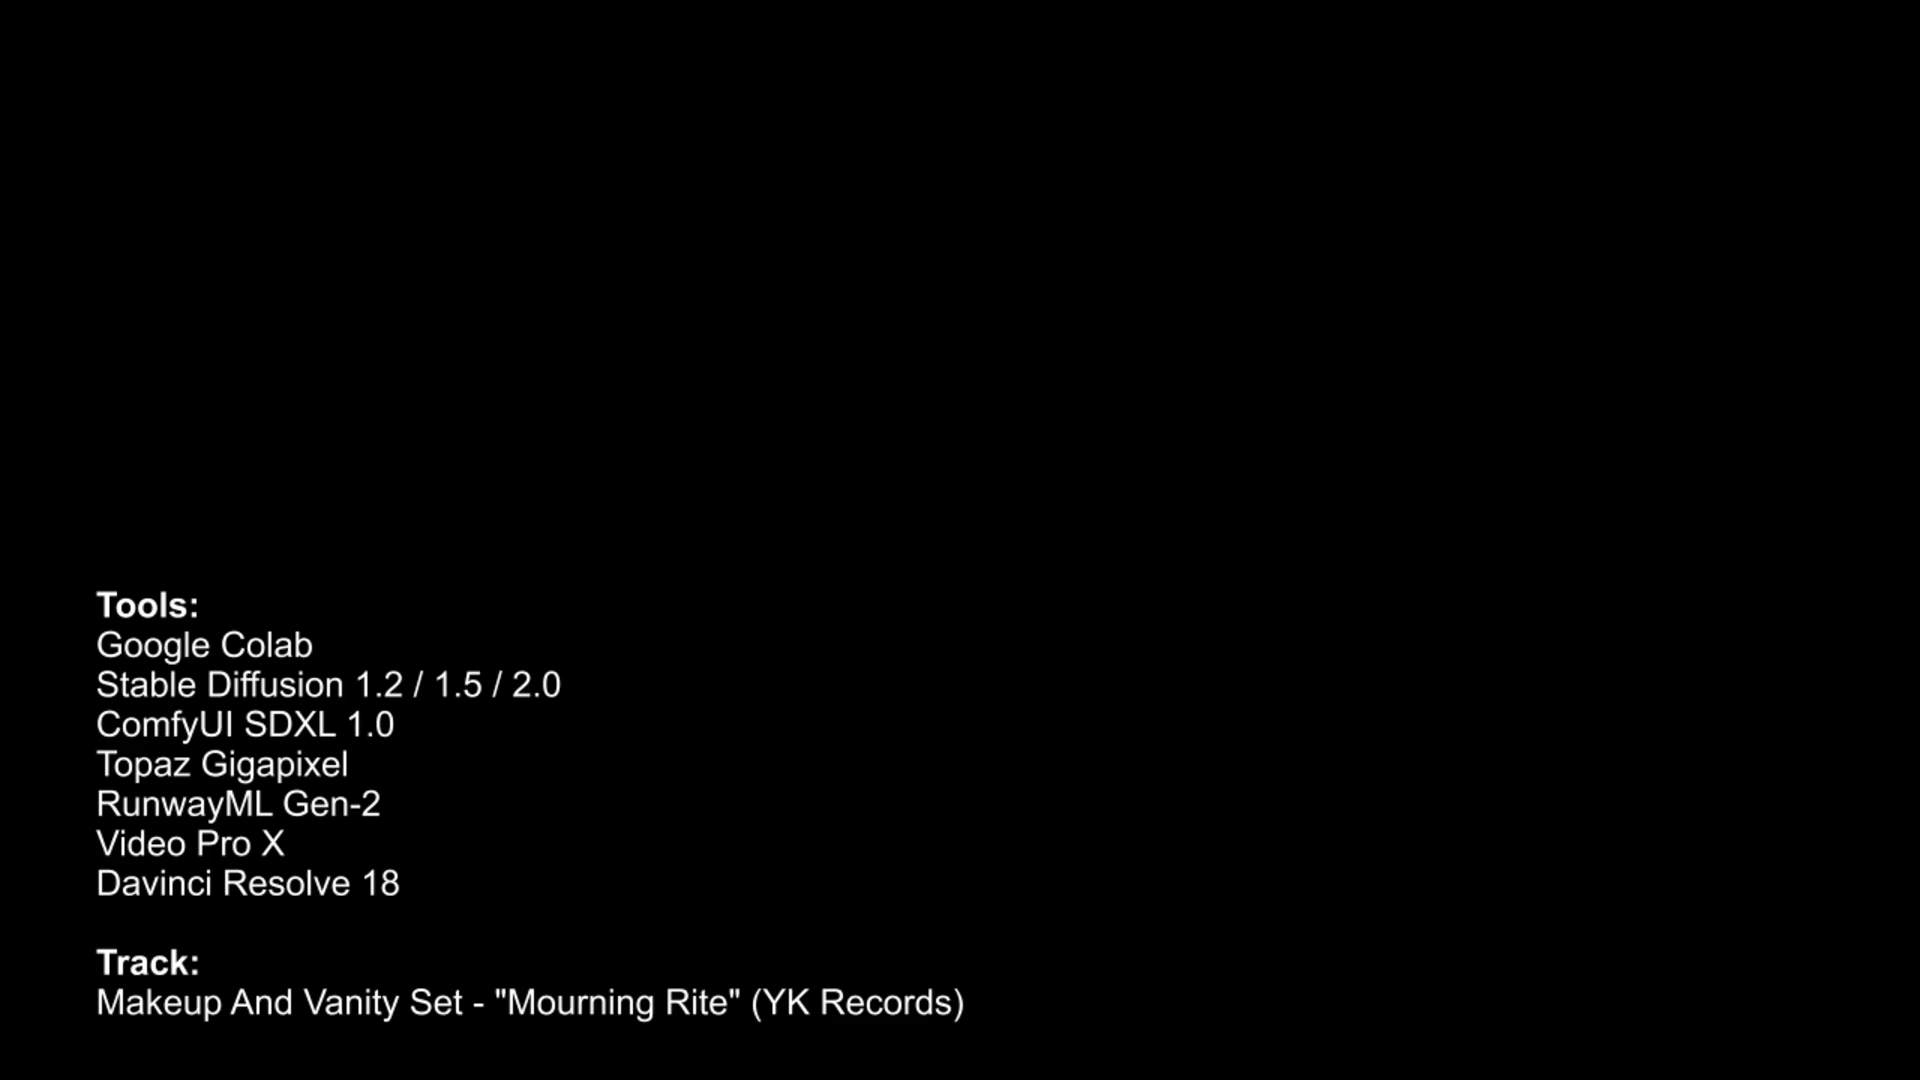 Tools:
Google Colab
Stable Diffusion 1.2 / 1.5 / 2.0
ComfyUI SDXL 1.0
Topaz Gigapixel
RunwayML Gen-2
Video Pro X
Davinci Resolve 18
Track:
Makeup And Vanity Set - "Mourning Rite" (YK Records)